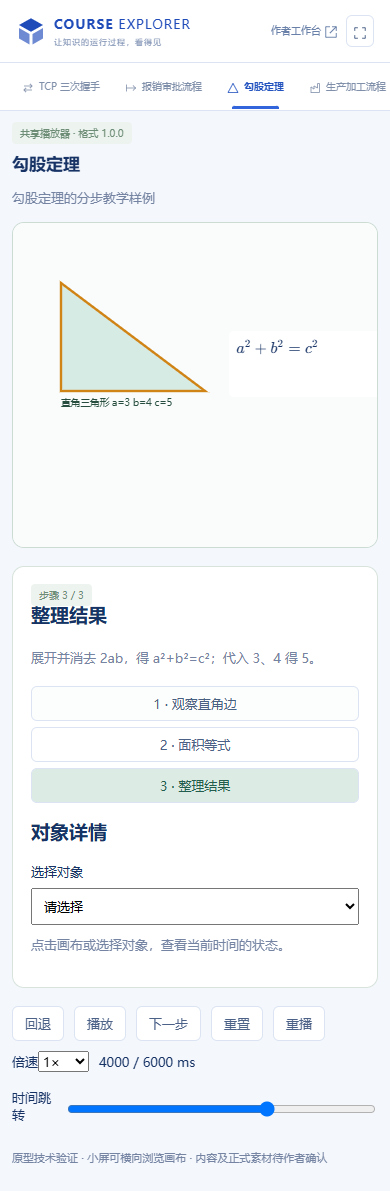 COURSE EXPLORER
让知识的运行过程，看得见
作者工作台
TCP 三次握手
报销审批流程
勾股定理
生产加工流程
共享播放器 · 格式 1.0.0
勾股定理
勾股定理的分步教学样例
a² + b² = c²
直角三角形 a=3 b=4 c=5
步骤 3 / 3
整理结果
展开并消去 2ab，得 a²+b²=c²；代入 3、4 得 5。
1 · 观察直角边
2 · 面积等式
3 · 整理结果
对象详情
选择对象
请选择
点击画布或选择对象，查看当前时间的状态。
回退
播放
下一步
重置
重播
倍速 1× 4000 / 6000 ms
时间跳
转
原型技术验证 · 小屏可横向浏览画布 · 内容及正式素材待作者确认